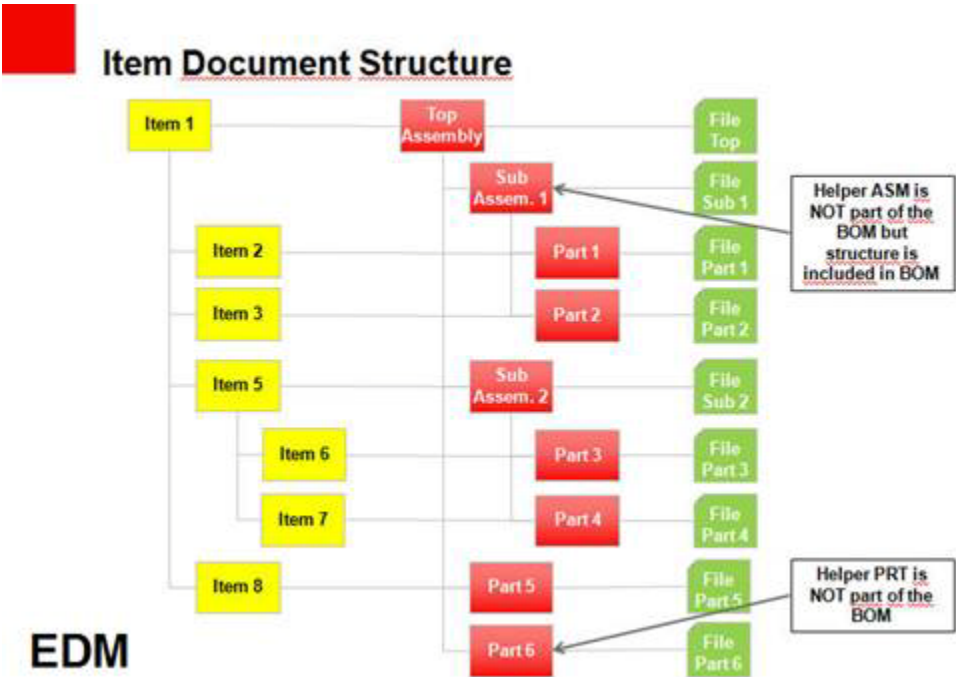 Item Document Structure
Item 1
Top
Assembly
File
Top
Sub
Assem. 1
File
Sub 1
Helper ASM is
NOT part of the
BOM but
structure is
included in BOM
Item 2
Part 1
File
Part 1
Item 3
Part 2
File
Part 2
Item 5
Sub
Assem. 2
File
Sub 2
Item 6
Part 3
File
Part 3
Item 7
Part 4
File
Part 4
Item 8
Part 5
File
Part 5
Helper PRT is
NOT part of the
BOM
Part 6
File
Part 6
EDM